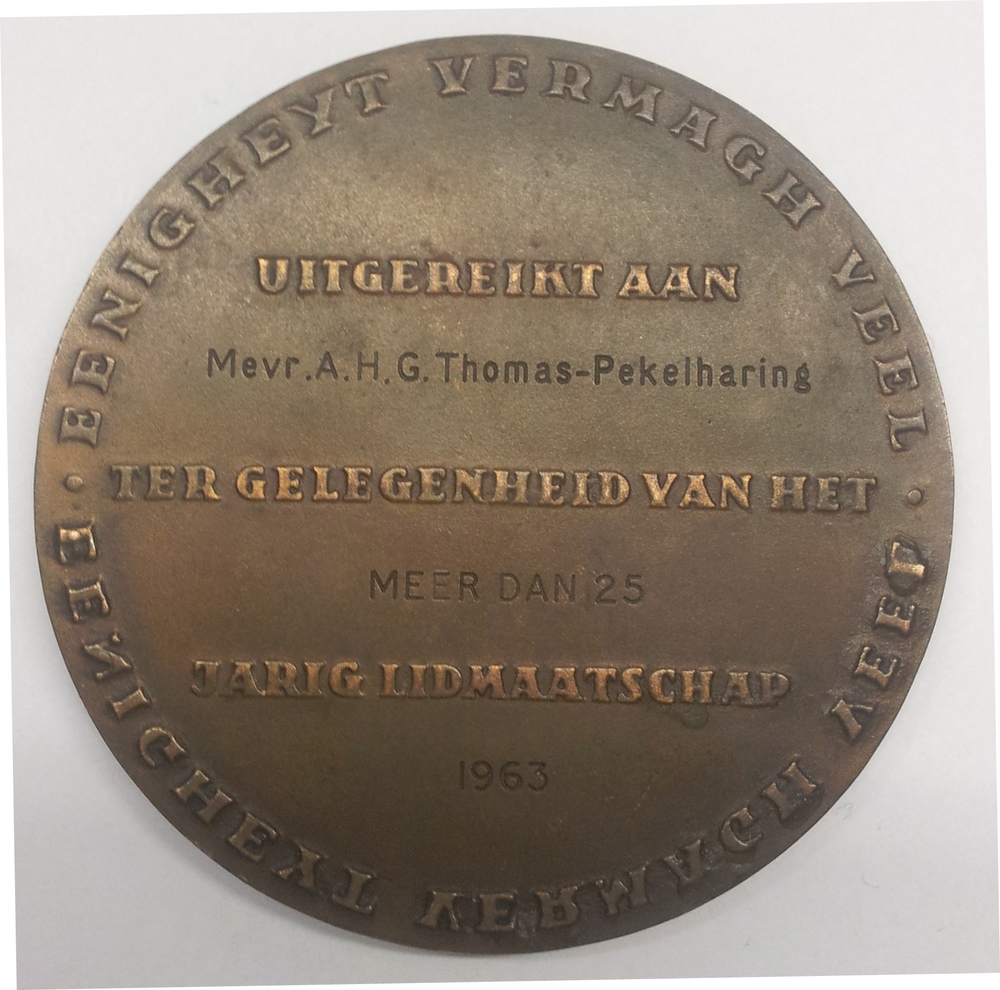 · EENIGHEYT VERMAGH VEEL ·
UITGEREIKT AAN
Mevr. A.H.G. Thomas-Pekelharing
TER GELEGENHEID VAN HET
MEER DAN 25
JARIG LIDMAATSCHAP
1963
EENIGHEYT VERMAGH VEEL